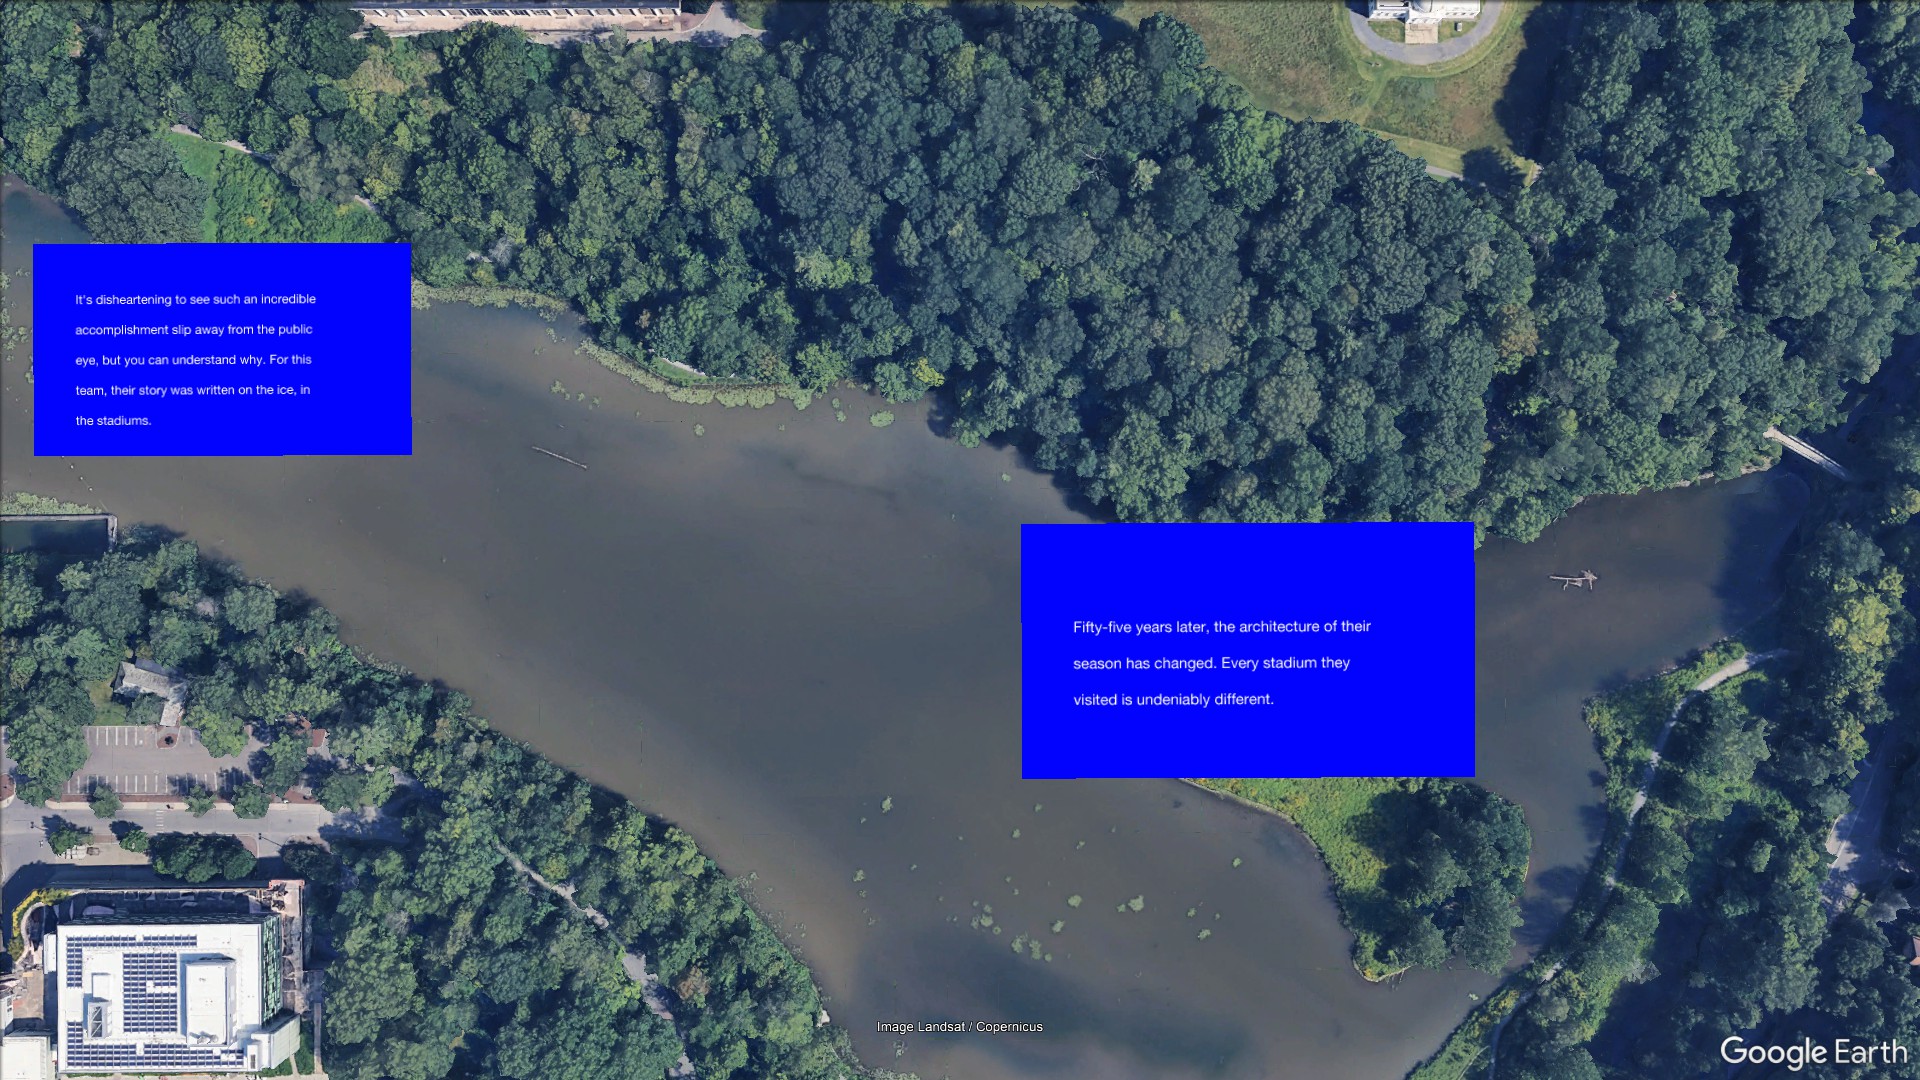 It's disheartening to see such an incredible
accomplishment slip away from the public
eye, but you can understand why. For this
team, their story was written on the ice, in
the stadiums.
Fifty-five years later, the architecture of their
season has changed. Every stadium they
visited is undeniably different.
Image Landsat / Copernicus
Google Earth